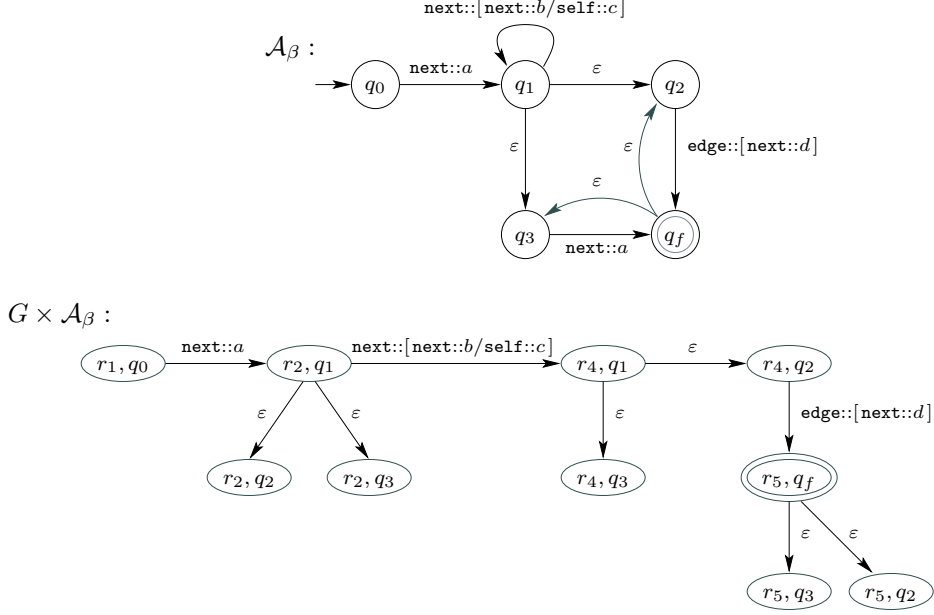 next::[next::b/self::c]
𝒜β :
next::a
ε
q0
q1
q2
ε
ε
edge::[next::d]
ε
q3
qf
next::a
G × 𝒜β :
next::a
next::[next::b/self::c]
ε
r1, q0
r2, q1
r4, q1
r4, q2
ε
ε
ε
edge::[next::d]
r2, q2
r2, q3
r4, q3
r5, qf
ε
ε
r5, q3
r5, q2